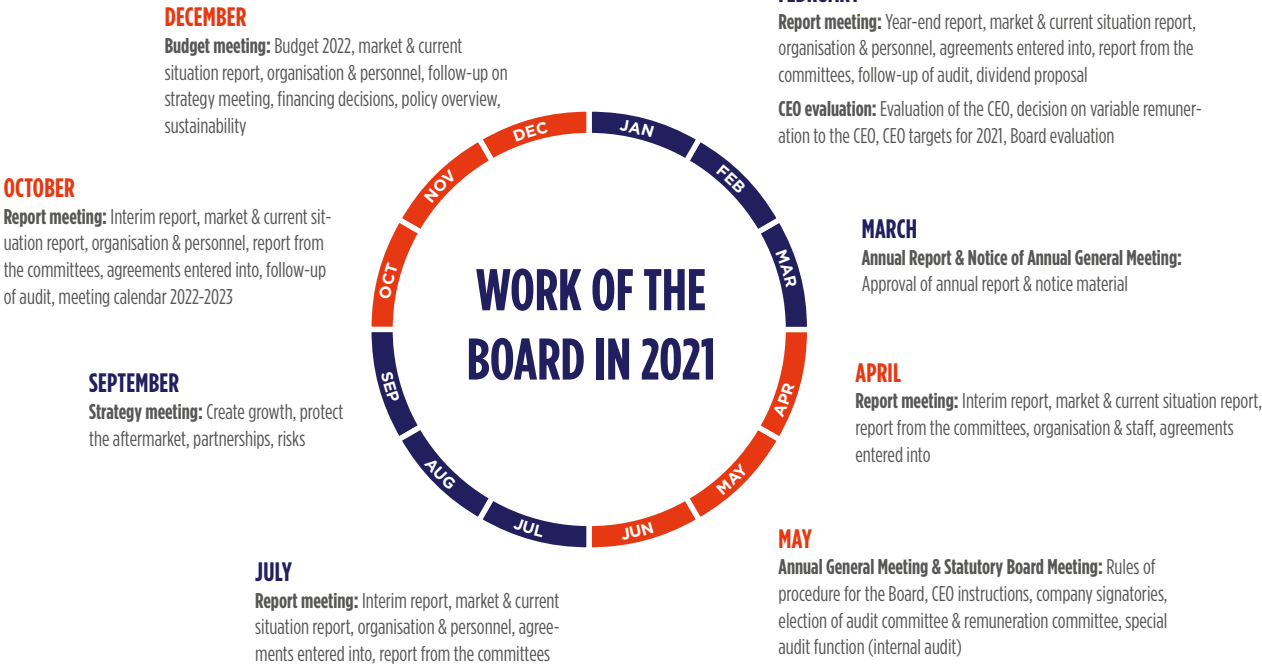 DECEMBER
Budget meeting: Budget 2022, market & current
situation report, organisation & personnel, follow-up on
strategy meeting, financing decisions, policy overview,
sustainability
FEBRUARY
Report meeting: Year-end report, market & current situation report,
organisation & personnel, agreements entered into, report from the
committees, follow-up of audit, dividend proposal
CEO evaluation: Evaluation of the CEO, decision on variable remuner-
ation to the CEO, CEO targets for 2021, Board evaluation
OCTOBER
Report meeting: Interim report, market & current sit-
uation report, organisation & personnel, report from
the committees, agreements entered into, follow-up
of audit, meeting calendar 2022-2023
MARCH
Annual Report & Notice of Annual General Meeting:
Approval of annual report & notice material
WORK OF THE
BOARD IN 2021
JAN
FEB
MAR
APR
MAY
JUN
JUL
AUG
SEP
OCT
NOV
DEC
SEPTEMBER
Strategy meeting: Create growth, protect
the aftermarket, partnerships, risks
APRIL
Report meeting: Interim report, market & current situation report,
report from the committees, organisation & staff, agreements
entered into
JULY
Report meeting: Interim report, market & current
situation report, organisation & personnel, agree-
ments entered into, report from the committees
MAY
Annual General Meeting & Statutory Board Meeting: Rules of
procedure for the Board, CEO instructions, company signatories,
election of audit committee & remuneration committee, special
audit function (internal audit)